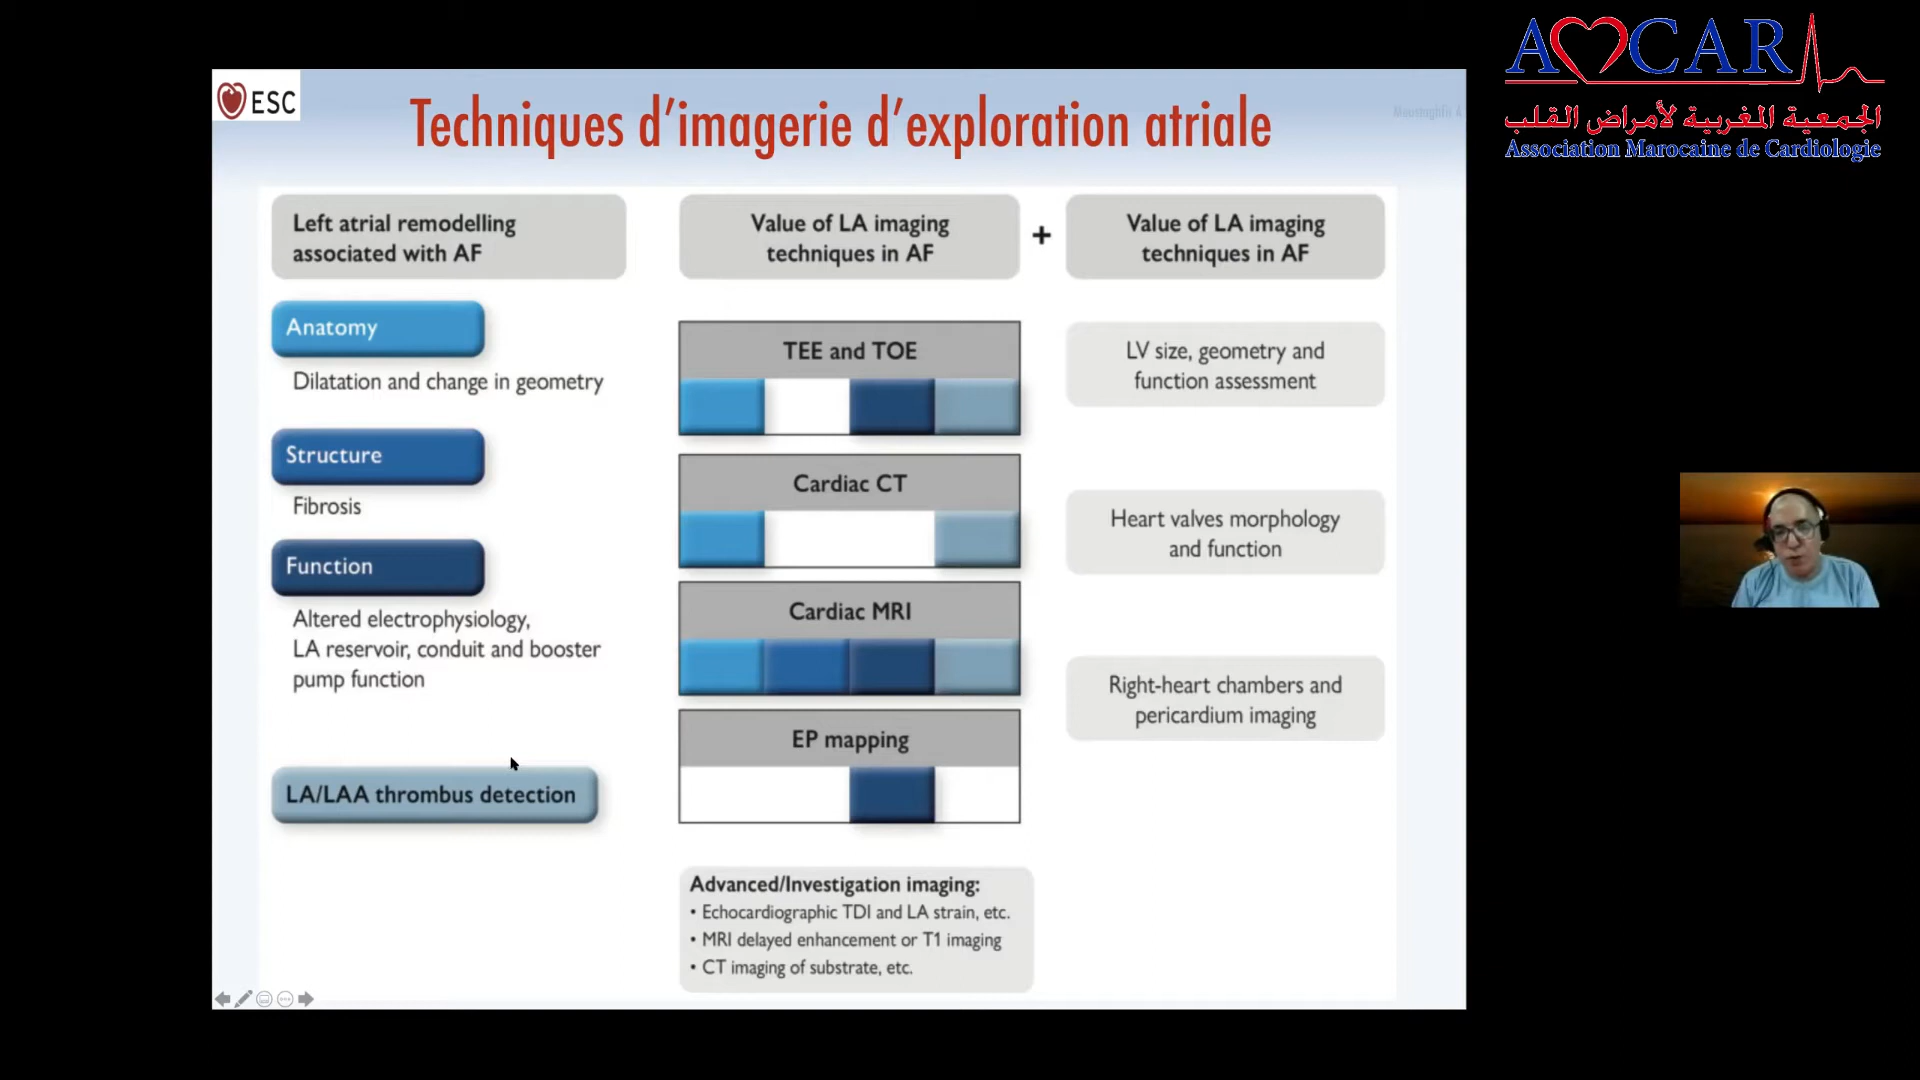 ESC
Techniques d’imagerie d’exploration atriale
Moustaghfir A
AMCAR
الجمعية المغربية لأمراض القلب
Association Marocaine de Cardiologie
Left atrial remodelling
associated with AF
Anatomy
Dilatation and change in geometry
Structure
Fibrosis
Function
Altered electrophysiology,
LA reservoir, conduit and booster
pump function
LA/LAA thrombus detection
Value of LA imaging
techniques in AF
TEE and TOE
Cardiac CT
Cardiac MRI
EP mapping
Advanced/Investigation imaging:
• Echocardiographic TDI and LA strain, etc.
• MRI delayed enhancement or T1 imaging
• CT imaging of substrate, etc.
+
Value of LA imaging
techniques in AF
LV size, geometry and
function assessment
Heart valves morphology
and function
Right-heart chambers and
pericardium imaging